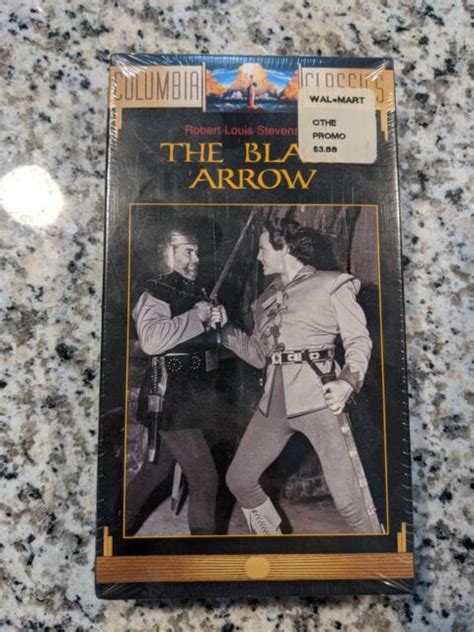 COLUMBIA CLASSICS
WAL★MART
OTHE
PROMO
$3.88
Robert Louis Stevens
THE BLA
ARROW